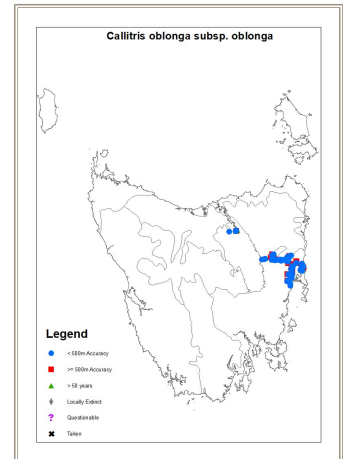 Callitris oblonga subsp. oblonga
Legend
< 500m Accuracy
>= 500m Accuracy
> 50 years
Locally Extinct
Questionable
Taken